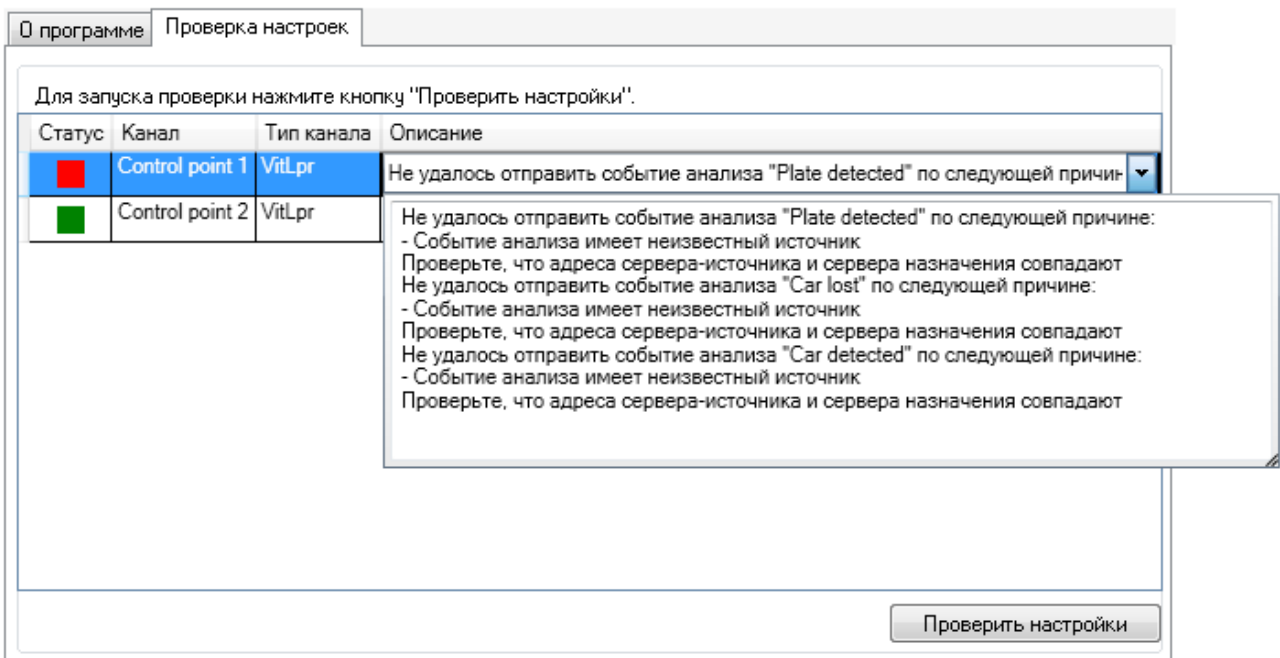 О программе Проверка настроек
Для запуска проверки нажмите кнопку "Проверить настройки".
Статус Канал Тип канала Описание
Control point 1 VitLpr Не удалось отправить событие анализа "Plate detected" по следующей причин
Control point 2 VitLpr
Не удалось отправить событие анализа "Plate detected" по следующей причине:
- Событие анализа имеет неизвестный источник
Проверьте, что адреса сервера-источника и сервера назначения совпадают
Не удалось отправить событие анализа "Car lost" по следующей причине:
- Событие анализа имеет неизвестный источник
Проверьте, что адреса сервера-источника и сервера назначения совпадают
Не удалось отправить событие анализа "Car detected" по следующей причине:
- Событие анализа имеет неизвестный источник
Проверьте, что адреса сервера-источника и сервера назначения совпадают
Проверить настройки